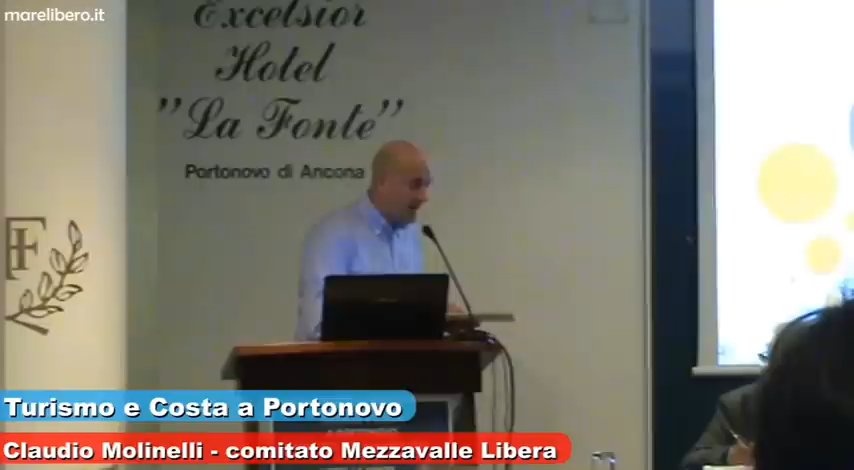 marelibero.it
Excelsior
Hotel
"La Fonte"
Portonovo di Ancona
Turismo e Costa a Portonovo
Claudio Molinelli - comitato Mezzavalle Libera